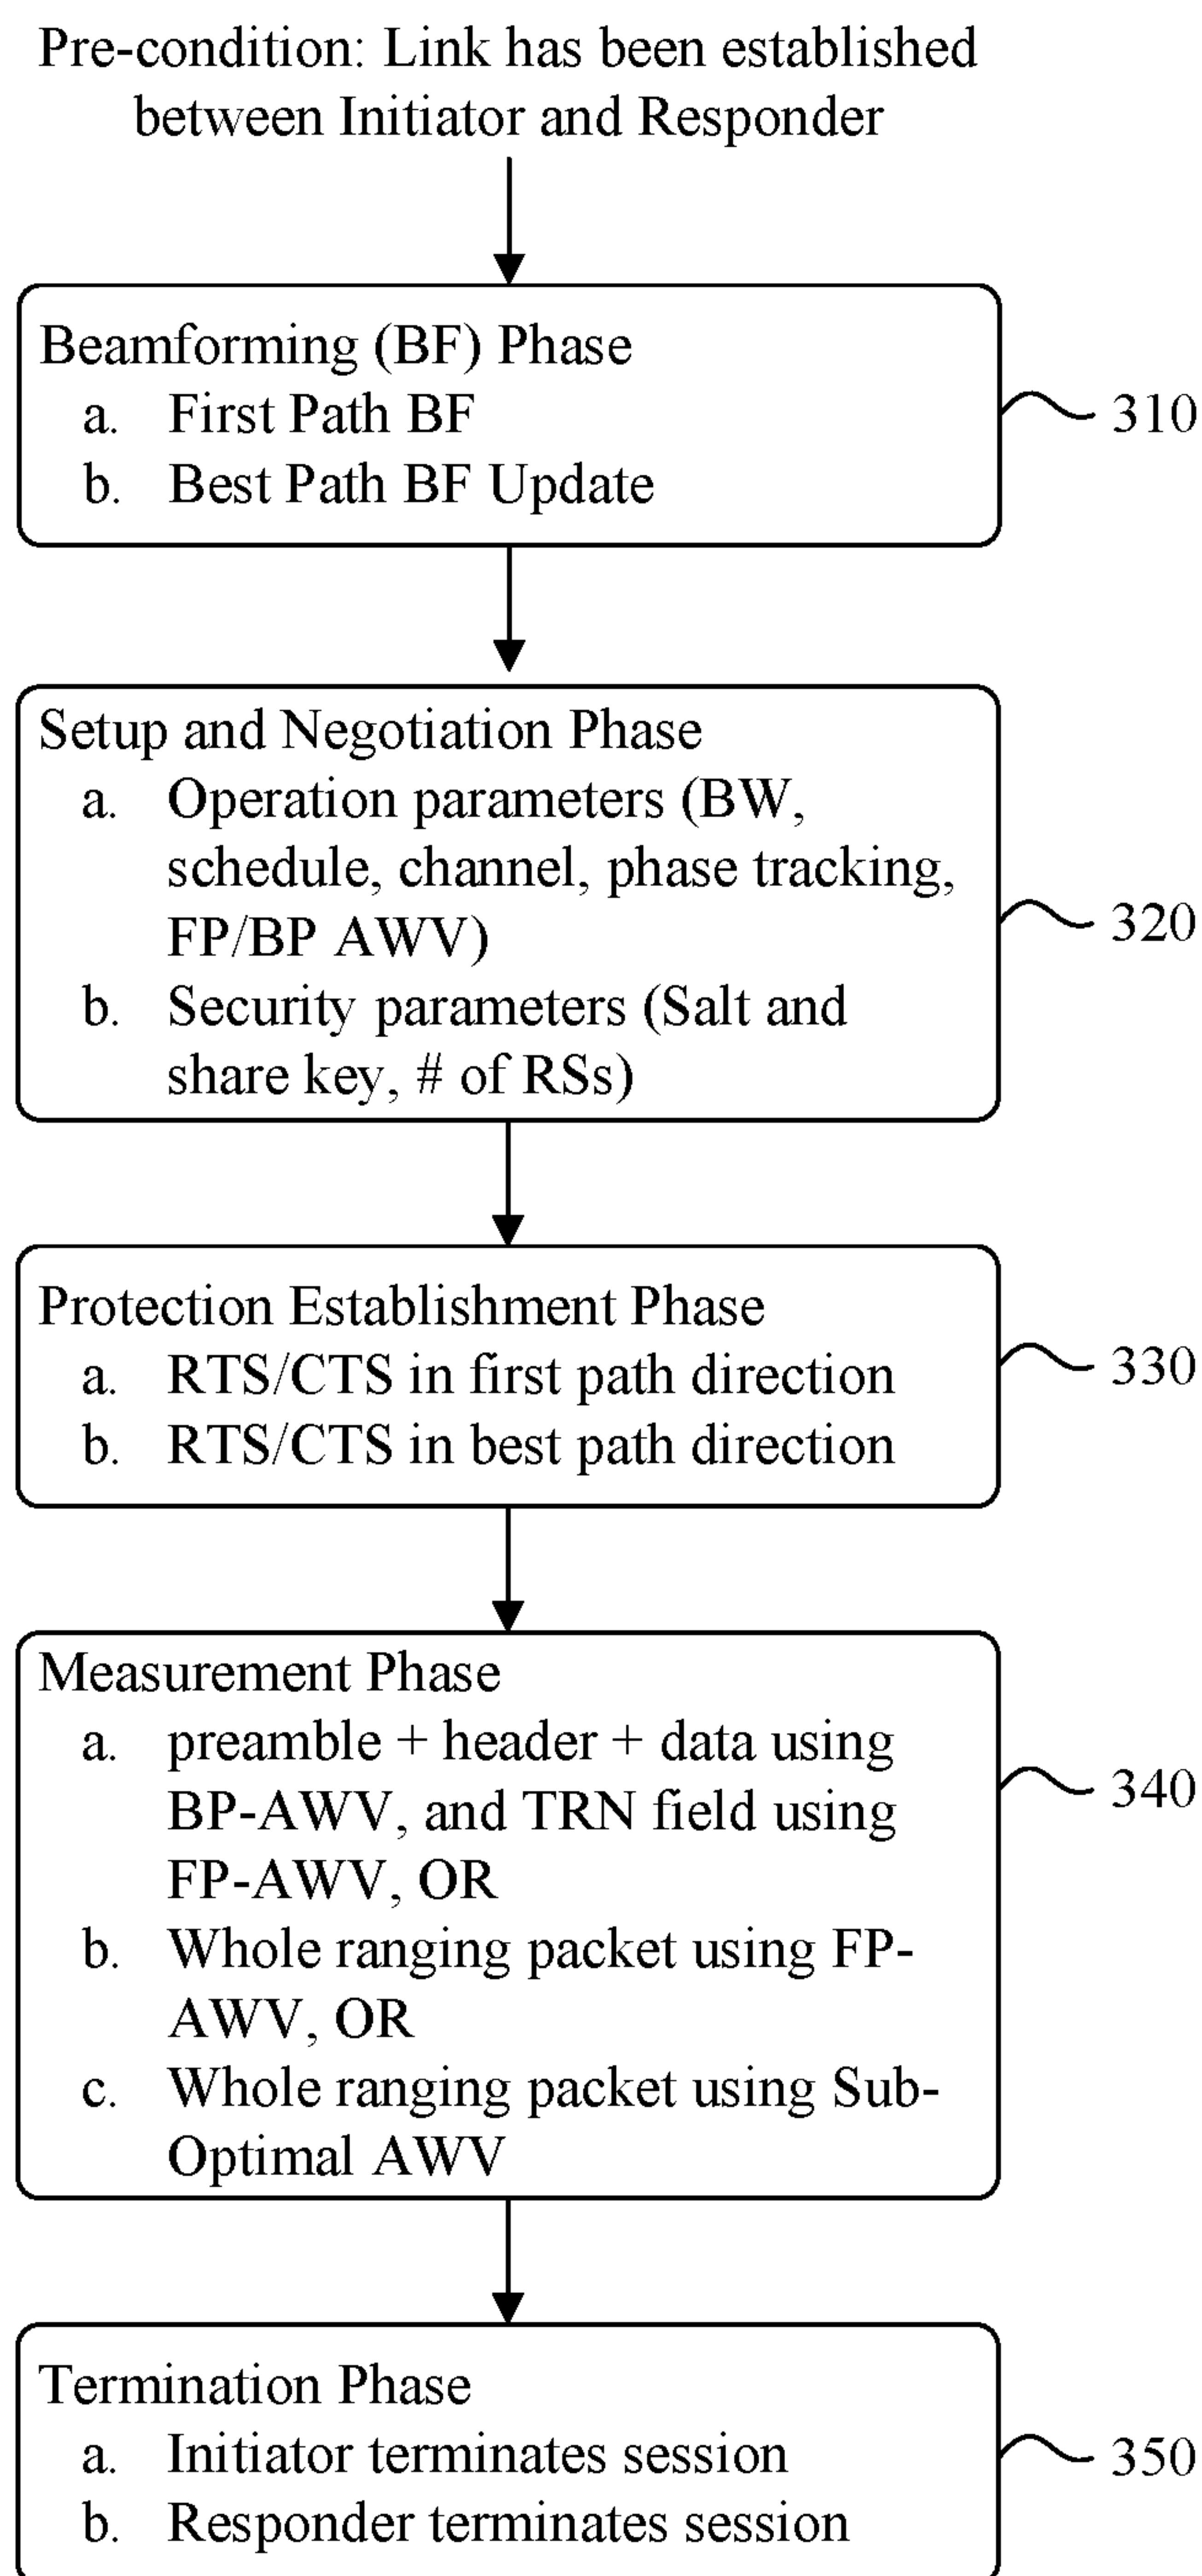 Pre-condition: Link has been established
between Initiator and Responder
Beamforming (BF) Phase
a. First Path BF
b. Best Path BF Update
310
Setup and Negotiation Phase
a. Operation parameters (BW,
schedule, channel, phase tracking,
FP/BP AWV)
b. Security parameters (Salt and
share key, # of RSs)
320
Protection Establishment Phase
a. RTS/CTS in first path direction
b. RTS/CTS in best path direction
330
Measurement Phase
a. preamble + header + data using
BP-AWV, and TRN field using
FP-AWV, OR
b. Whole ranging packet using FP-
AWV, OR
c. Whole ranging packet using Sub-
Optimal AWV
340
Termination Phase
a. Initiator terminates session
b. Responder terminates session
350